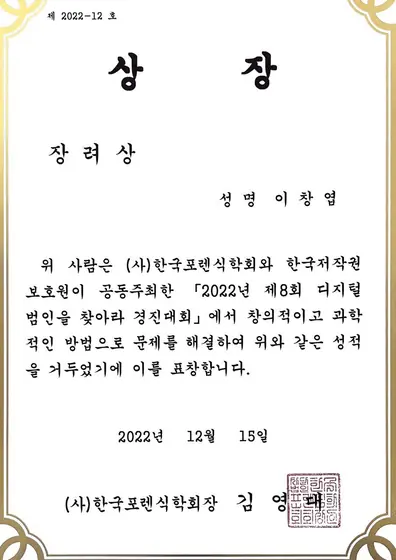 제 2022-12 호
상 장
장 려 상
성 명 이 창 엽
위 사람은 (사)한국포렌식학회와 한국저작권
보호원이 공동주최한 「2022년 제8회 디지털
범인을 찾아라 경진대회」에서 창의적이고 과학
적인 방법으로 문제를 해결하여 위와 같은 성적
을 거두었기에 이를 표창합니다.
2022년 12월 15일
(사)한국포렌식학회장 김 영 대